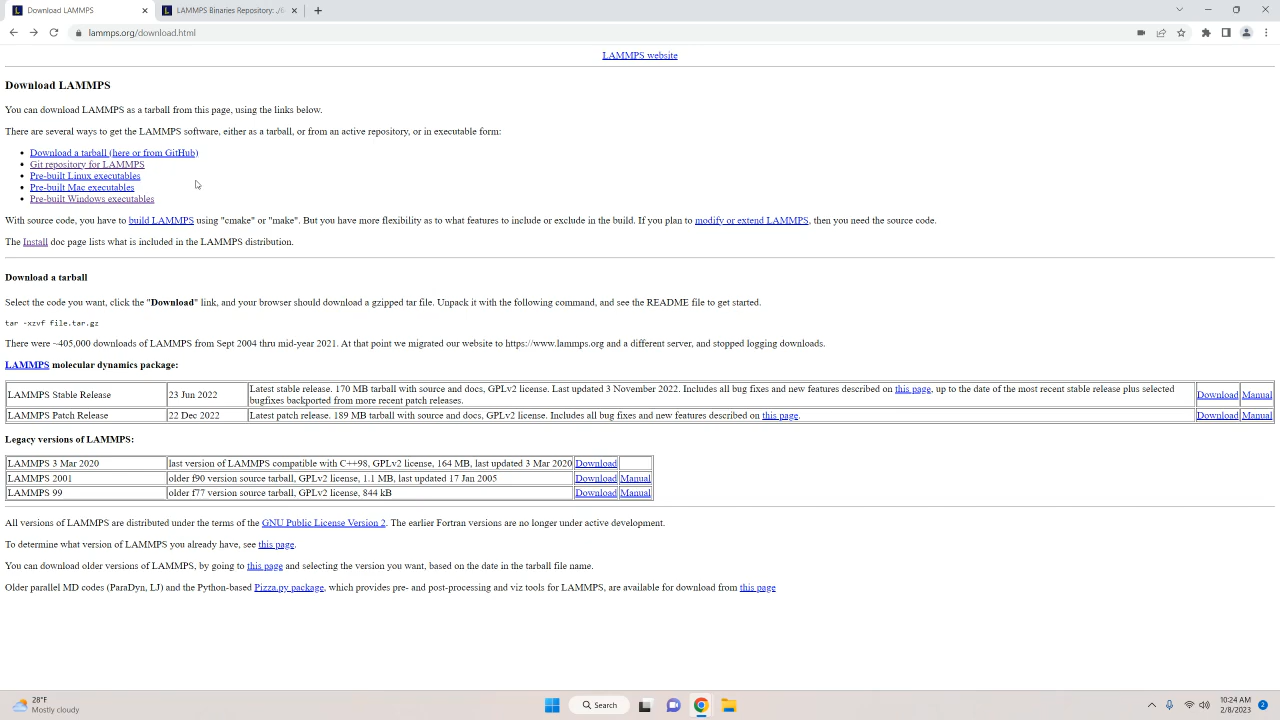 Download LAMMPS
LAMMPS Binaries Repository: ./6
lammps.org/download.html
LAMMPS website
Download LAMMPS
You can download LAMMPS as a tarball from this page, using the links below.
There are several ways to get the LAMMPS software, either as a tarball, or from an active repository, or in executable form:
• Download a tarball (here or from GitHub)
• Git repository for LAMMPS
• Pre-built Linux executables
• Pre-built Mac executables
• Pre-built Windows executables
With source code, you have to build LAMMPS using "cmake" or "make". But you have more flexibility as to what features to include or exclude in the build. If you plan to modify or extend LAMMPS, then you need the source code.
The Install doc page lists what is included in the LAMMPS distribution.
Download a tarball
Select the code you want, click the "Download" link, and your browser should download a gzipped tar file. Unpack it with the following command, and see the README file to get started.
tar -xzvf file.tar.gz
There were ~405,000 downloads of LAMMPS from Sept 2004 thru mid-year 2021. At that point we migrated our website to https://www.lammps.org and a different server, and stopped logging downloads.
LAMMPS molecular dynamics package:
LAMMPS Stable Release 23 Jun 2022 Latest stable release. 170 MB tarball with source and docs, GPLv2 license. Last updated 3 November 2022. Includes all bug fixes and new features described on this page, up to the date of the most recent stable release plus selected
bugfixes backported from more recent patch releases. Download Manual
LAMMPS Patch Release 22 Dec 2022 Latest patch release. 189 MB tarball with source and docs, GPLv2 license. Includes all bug fixes and new features described on this page. Download Manual
Legacy versions of LAMMPS:
LAMMPS 3 Mar 2020 last version of LAMMPS compatible with C++98, GPLv2 license, 164 MB, last updated 3 Mar 2020 Download
LAMMPS 2001 older f90 version source tarball, GPLv2 license, 1.1 MB, last updated 17 Jan 2005 Download Manual
LAMMPS 99 older f77 version source tarball, GPLv2 license, 844 kB Download Manual
All versions of LAMMPS are distributed under the terms of the GNU Public License Version 2. The earlier Fortran versions are no longer under active development.
To determine what version of LAMMPS you already have, see this page.
You can download older versions of LAMMPS, by going to this page and selecting the version you want, based on the date in the tarball file name.
Older parallel MD codes (ParaDyn, LJ) and the Python-based Pizza.py package, which provides pre- and post-processing and viz tools for LAMMPS, are available for download from this page
28°F
Mostly cloudy
Search
10:24 AM
2/8/2023
2